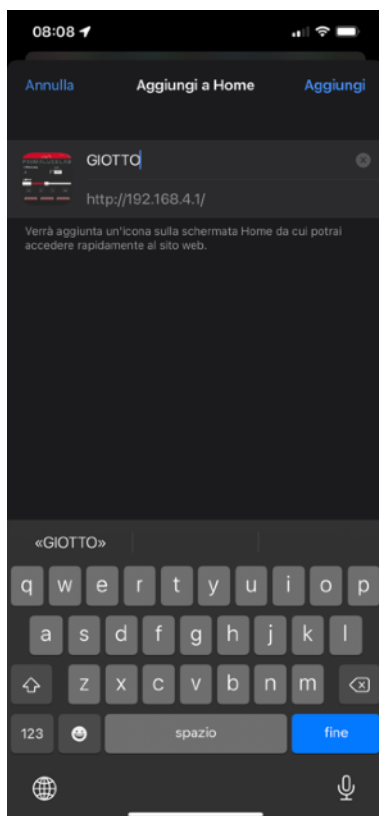 08:08
Annulla Aggiungi a Home Aggiungi
GIOTTO
http://192.168.4.1/
Verrà aggiunta un'icona sulla schermata Home da cui potrai
accedere rapidamente al sito web.
«GIOTTO»
q w e r t y u i o p
a s d f g h j k l
z x c v b n m
123 spazio fine